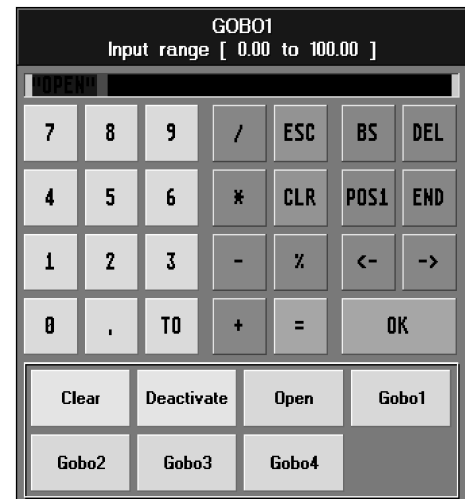 GOBO1
Input range [ 0.00 to 100.00 ]
"OPEN"
7 8 9 / ESC BS DEL
4 5 6 * CLR POS1 END
1 2 3 - % <- ->
0 . TO + = OK
Clear Deactivate Open Gobo1
Gobo2 Gobo3 Gobo4